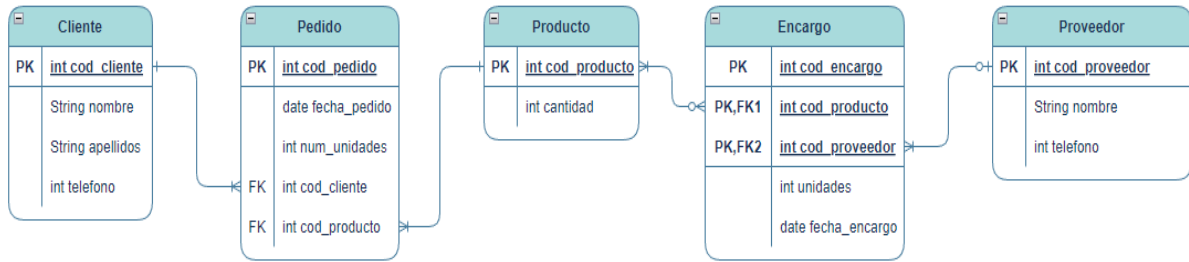 Cliente
PK int cod_cliente
String nombre
String apellidos
int telefono
Pedido
PK int cod_pedido
date fecha_pedido
int num_unidades
FK int cod_cliente
FK int cod_producto
Producto
PK int cod_producto
int cantidad
Encargo
PK int cod_encargo
PK,FK1 int cod_producto
PK,FK2 int cod_proveedor
int unidades
date fecha_encargo
Proveedor
PK int cod_proveedor
String nombre
int telefono